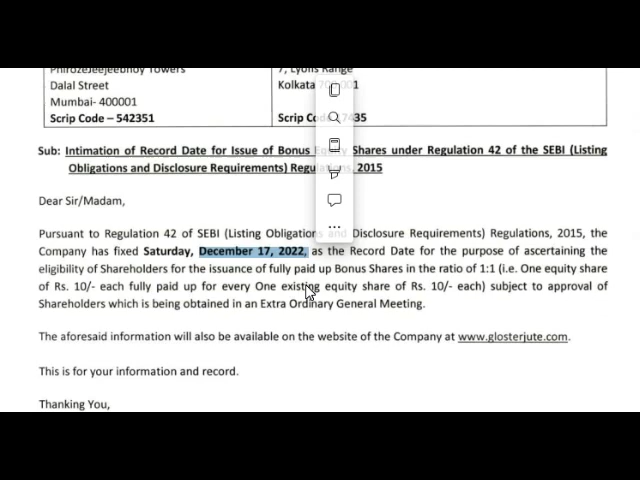 Phirozejeejeebhoy Towers
7, Lyons Range
Dalal Street
Kolkata
Mumbai- 400001
Scrip Code – 542351
Scrip
Sub: Intimation of Record Date for Issue of Bonus Shares under Regulation 42 of the SEBI (Listing
Obligations and Disclosure Requirements) 2015
Dear Sir/Madam,
Pursuant to Regulation 42 of SEBI (Listing Obligations and Disclosure Requirements) Regulations, 2015, the
Company has fixed Saturday, December 17, 2022, as the Record Date for the purpose of ascertaining the
eligibility of Shareholders for the issuance of fully paid up Bonus Shares in the ratio of 1:1 (i.e. One equity share
of Rs. 10/- each fully paid up for every One existing equity share of Rs. 10/- each) subject to approval of
Shareholders which is being obtained in an Extra Ordinary General Meeting.
The aforesaid information will also be available on the website of the Company at www.glosterjute.com.
This is for your information and record.
Thanking You,